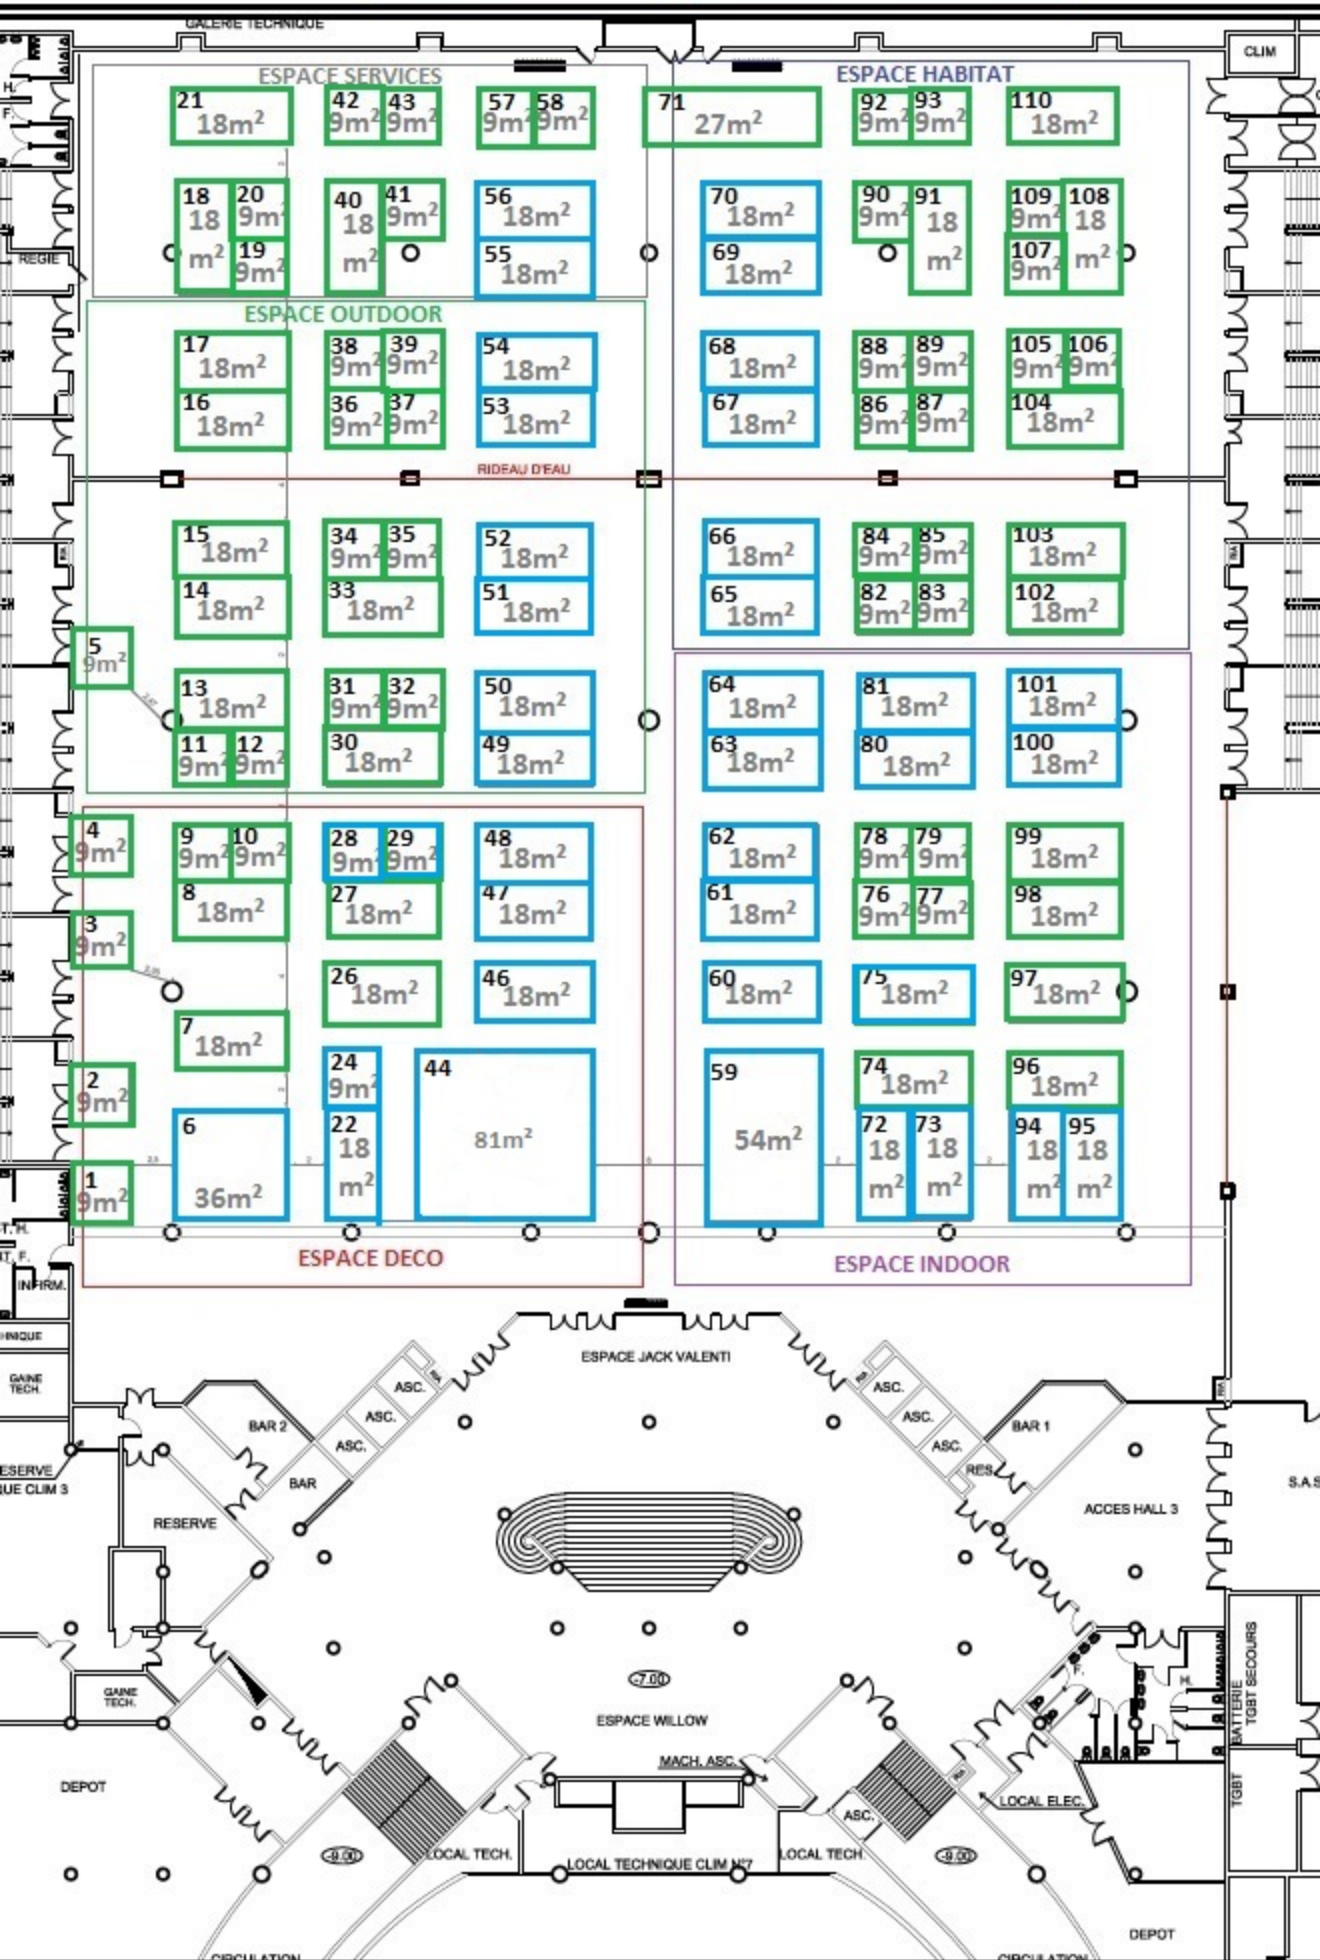 GALERIE TECHNIQUE
CLIM
H.
F.
ESPACE SERVICES
ESPACE HABITAT
21 18m²
42 9m²
43 9m²
57 9m²
58 9m²
71 27m²
92 9m²
93 9m²
110 18m²
18 18 m²
20 9m²
19 9m²
40 18 m²
41 9m²
56 18m²
55 18m²
70 18m²
69 18m²
90 9m²
91 18 m²
109 9m²
107 9m²
108 18 m²
REGIE
ESPACE OUTDOOR
17 18m²
16 18m²
38 9m²
39 9m²
36 9m²
37 9m²
54 18m²
53 18m²
68 18m²
67 18m²
88 9m²
89 9m²
86 9m²
87 9m²
105 9m²
106 9m²
104 18m²
RIDEAU D'EAU
15 18m²
14 18m²
34 9m²
35 9m²
33 18m²
52 18m²
51 18m²
66 18m²
65 18m²
84 9m²
85 9m²
82 9m²
83 9m²
103 18m²
102 18m²
5 9m²
13 18m²
11 9m²
12 9m²
31 9m²
32 9m²
30 18m²
50 18m²
49 18m²
64 18m²
63 18m²
81 18m²
80 18m²
101 18m²
100 18m²
4 9m²
9 9m²
10 9m²
8 18m²
28 9m²
29 9m²
27 18m²
48 18m²
47 18m²
62 18m²
61 18m²
78 9m²
79 9m²
76 9m²
77 9m²
99 18m²
98 18m²
3 9m²
26 18m²
46 18m²
60 18m²
75 18m²
97 18m²
7 18m²
2 9m²
24 9m²
22 18 m²
44 81m²
59 54m²
74 18m²
72 18 m²
73 18 m²
96 18m²
94 18 m²
95 18 m²
6 36m²
1 9m²
ESPACE DECO
ESPACE INDOOR
INFIRM.
HNIQUE
GAINE
TECH.
ESPACE JACK VALENTI
ASC.
ASC.
ASC.
ASC.
ASC.
ASC.
BAR 2
BAR
BAR 1
RES.
ESERVE
QUE CLIM 3
RESERVE
ACCES HALL 3
S.A.S
-7.00
ESPACE WILLOW
GAINE
TECH.
F.
H.
BATTERIE
TGBT SECOURS
MACH. ASC.
DEPOT
LOCAL ELEC.
TGBT
ASC.
-9.00
-9.00
LOCAL TECH.
LOCAL TECHNIQUE CLIM N°7
LOCAL TECH
DEPOT
CIRCULATION
CIRCULATION